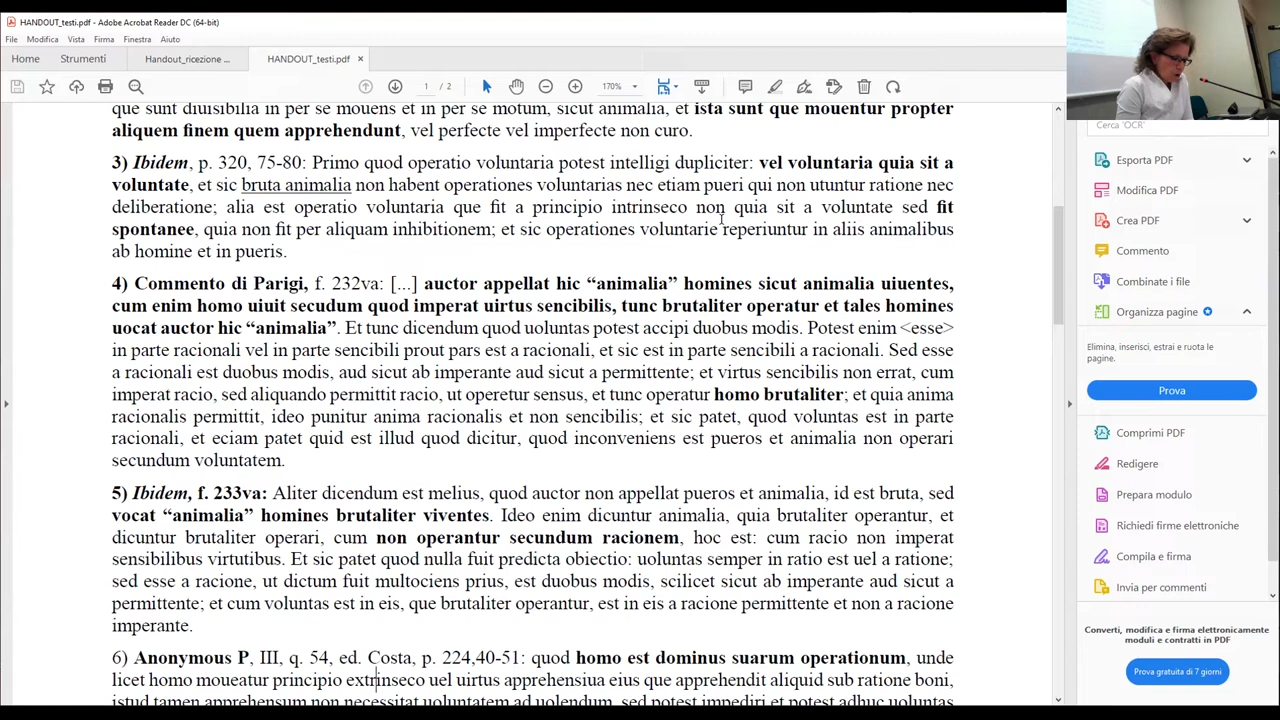 HANDOUT_testi.pdf - Adobe Acrobat Reader DC (64-bit)
File Modifica Vista Firma Finestra Aiuto
Home Strumenti Handout_ricezione ... HANDOUT_testi.pdf ×
1 / 2 170%
que sunt diuisibilia in per se mouens et in per se motum, sicut animalia, et ista sunt que mouentur propter
aliquem finem quem apprehendunt, vel perfecte vel imperfecte non curo.
3) Ibidem, p. 320, 75-80: Primo quod operatio voluntaria potest intelligi dupliciter: vel voluntaria quia sit a
voluntate, et sic bruta animalia non habent operationes voluntarias nec etiam pueri qui non utuntur ratione nec
deliberatione; alia est operatio voluntaria que fit a principio intrinseco non quia sit a voluntate sed fit
spontanee, quia non fit per aliquam inhibitionem; et sic operationes voluntarie reperiuntur in aliis animalibus
ab homine et in pueris.
4) Commento di Parigi, f. 232va: [...] auctor appellat hic “animalia” homines sicut animalia uiuentes,
cum enim homo uiuit secudum quod imperat uirtus sencibilis, tunc brutaliter operatur et tales homines
uocat auctor hic “animalia”. Et tunc dicendum quod uoluntas potest accipi duobus modis. Potest enim <esse>
in parte racionali vel in parte sencibili prout pars est a racionali, et sic est in parte sencibili a racionali. Sed esse
a racionali est duobus modis, aud sicut ab imperante aud sicut a permittente; et virtus sencibilis non errat, cum
imperat racio, sed aliquando permittit racio, ut operetur sensus, et tunc operatur homo brutaliter; et quia anima
racionalis permittit, ideo punitur anima racionalis et non sencibilis; et sic patet, quod voluntas est in parte
racionali, et eciam patet quid est illud quod dicitur, quod inconveniens est pueros et animalia non operari
secundum voluntatem.
5) Ibidem, f. 233va: Aliter dicendum est melius, quod auctor non appellat pueros et animalia, id est bruta, sed
vocat “animalia” homines brutaliter viventes. Ideo enim dicuntur animalia, quia brutaliter operantur, et
dicuntur brutaliter operari, cum non operantur secundum racionem, hoc est: cum racio non imperat
sensibilibus virtutibus. Et sic patet quod nulla fuit predicta obiectio: uoluntas semper in ratio est uel a ratione;
sed esse a racione, ut dictum fuit multociens prius, est duobus modis, scilicet sicut ab imperante aud sicut a
permittente; et cum voluntas est in eis, que brutaliter operantur, est in eis a racione permittente et non a racione
imperante.
6) Anonymous P, III, q. 54, ed. Costa, p. 224,40-51: quod homo est dominus suarum operationum, unde
licet homo moueatur principio extrinseco uel uirtus apprehensiua eius que apprehendit aliquid sub ratione boni,
istud tamen apprehensum non necessitat voluntatem ad uolendum, sed potest impediri et potest adhuc uoluntas
Cerca 'OCR'
Esporta PDF
Modifica PDF
Crea PDF
Commento
Combina i file
Organizza pagine
Elimina, inserisci, estrai e ruota le
pagine.
Prova
Comprimi PDF
Redigere
Prepara modulo
Richiedi firme elettroniche
Compila e firma
Invia per commenti
Converti, modifica e firma elettronicamente
moduli e contratti in PDF
Prova gratuita di 7 giorni